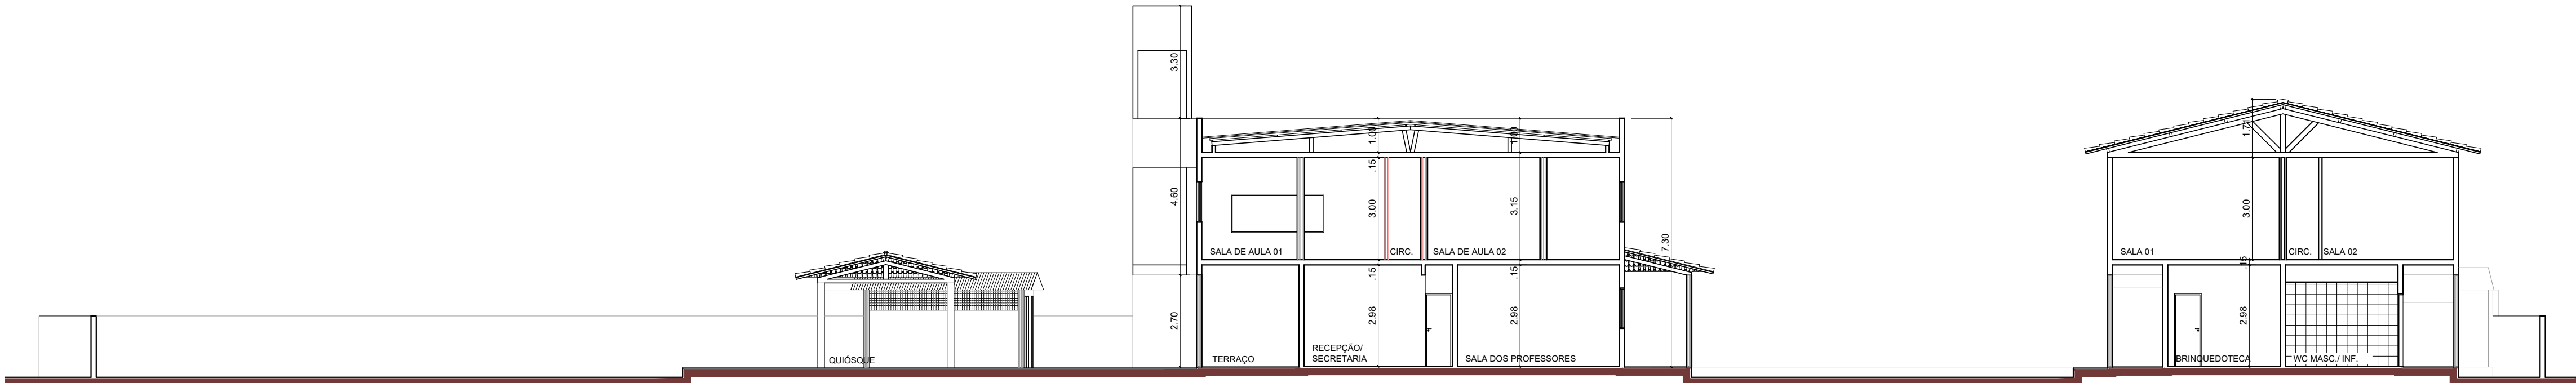 3.30
4.60
2.70
QUIÓSQUE
1.00
.15
3.00
.15
2.98
1.00
3.15
.15
2.98
7.30
SALA DE AULA 01
CIRC.
SALA DE AULA 02
TERRAÇO
RECEPÇÃO/
SECRETARIA
SALA DOS PROFESSORES
1.71
3.00
.15
2.98
SALA 01
CIRC.
SALA 02
BRINQUEDOTECA
WC MASC./ INF.